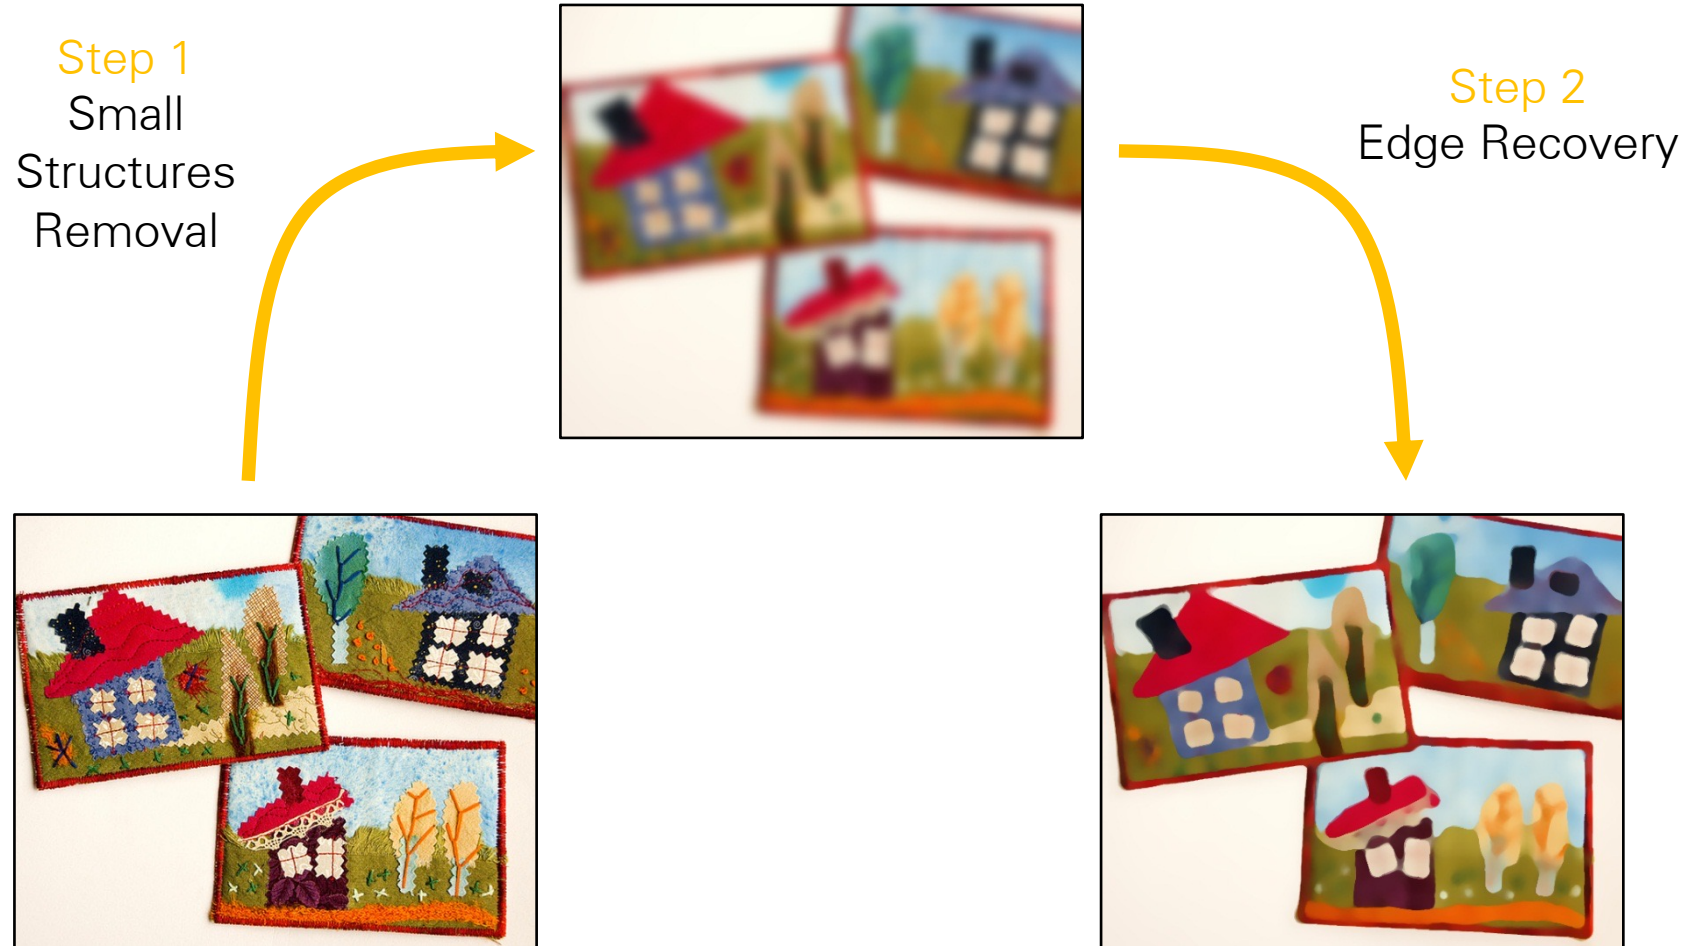 Step 1
Small
Structures
Removal
Step 2
Edge Recovery